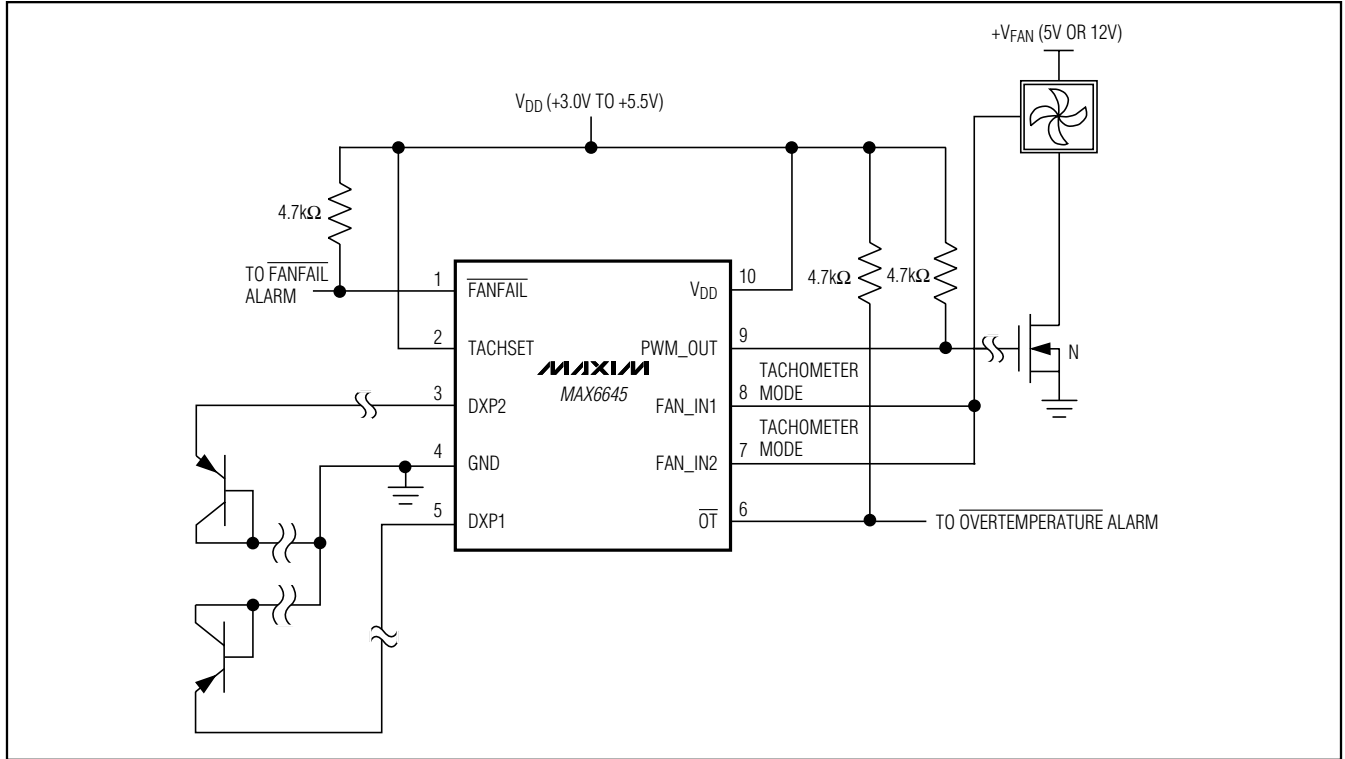 +VFAN (5V OR 12V)
VDD (+3.0V TO +5.5V)
4.7kΩ
TO FANFAIL
ALARM
1
FANFAIL
2
TACHSET
3
DXP2
4
GND
5
DXP1
MAXIM
MAX6645
10
VDD
9
PWM_OUT
TACHOMETER
MODE
8
FAN_IN1
TACHOMETER
MODE
7
FAN_IN2
6
OT
4.7kΩ
4.7kΩ
N
TO OVERTEMPERATURE ALARM